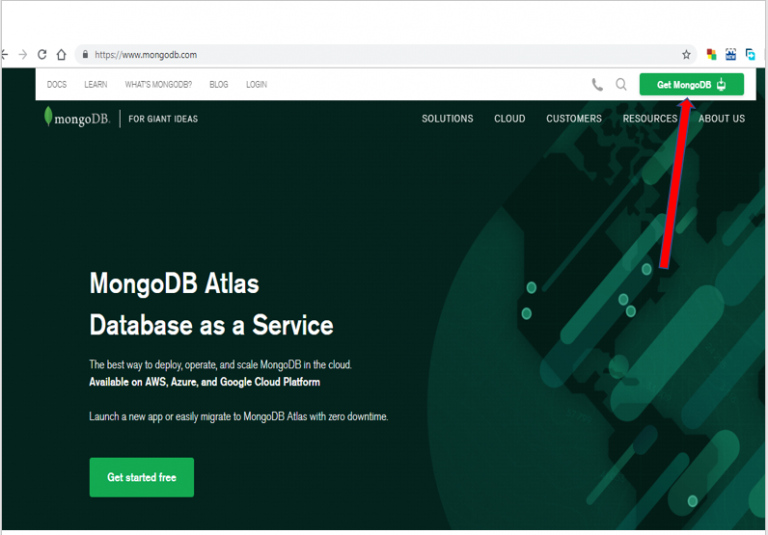 https://www.mongodb.com
DOCS LEARN WHAT'S MONGODB? BLOG LOGIN Get MongoDB
mongoDB. FOR GIANT IDEAS SOLUTIONS CLOUD CUSTOMERS RESOURCES ABOUT US
MongoDB Atlas
Database as a Service
The best way to deploy, operate, and scale MongoDB in the cloud.
Available on AWS, Azure, and Google Cloud Platform
Launch a new app or easily migrate to MongoDB Atlas with zero downtime.
Get started free